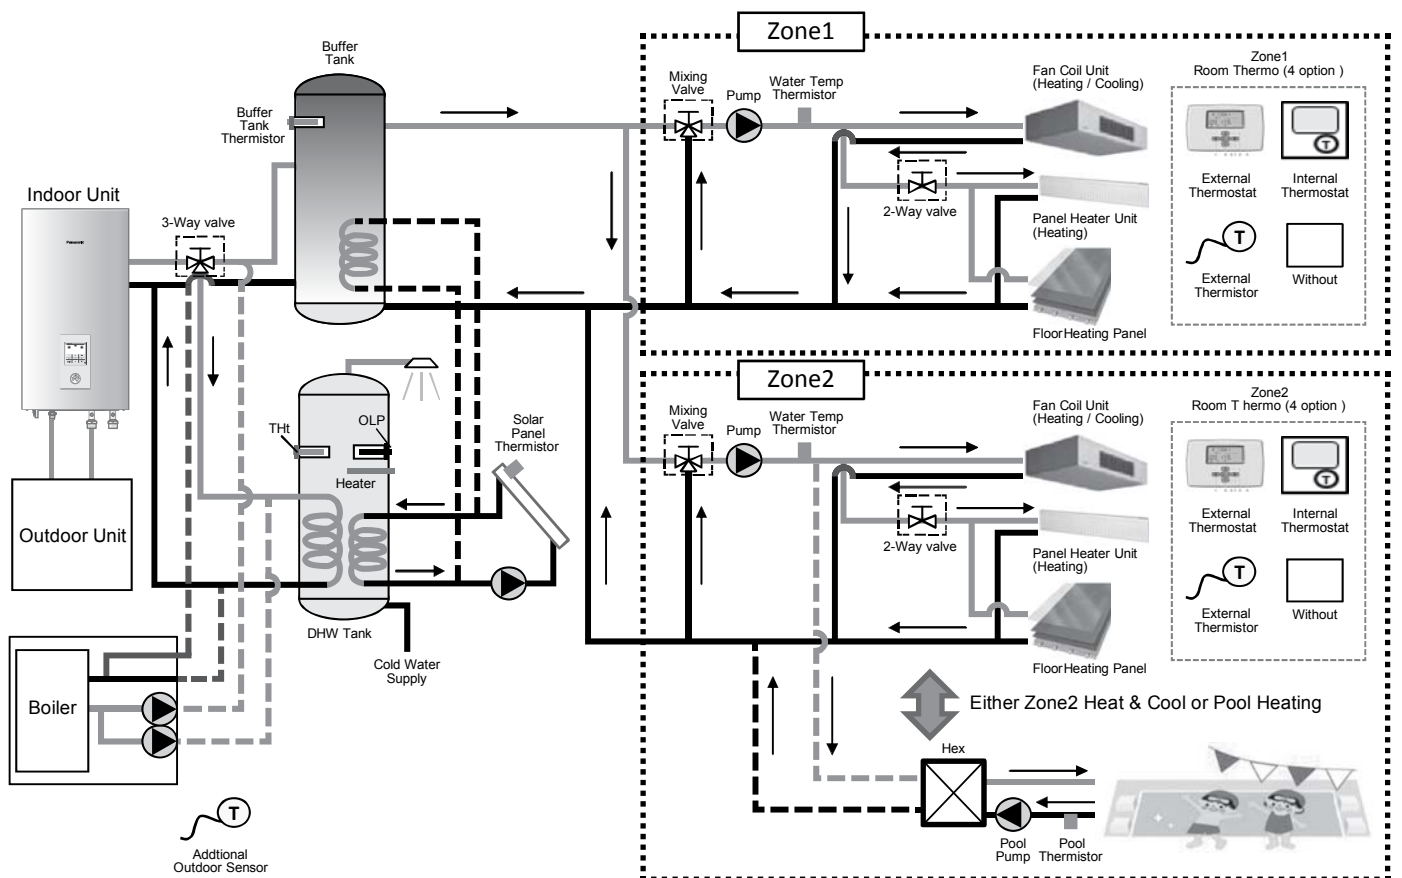 Zone1
Buffer
Tank
Buffer
Tank
Thermistor
Mixing
Valve
Pump
Water Temp
Thermistor
Fan Coil Unit
(Heating / Cooling)
Zone1
Room Thermo (4 option )
External
Thermostat
T
Internal
Thermostat
2-Way valve
Panel Heater Unit
(Heating)
T
External
Thermistor
Without
FloorHeating Panel
Indoor Unit
Panasonic
3-Way valve
Outdoor Unit
THt
OLP
Heater
Solar
Panel
Thermistor
DHW Tank
Cold Water
Supply
Boiler
T
Addtional
Outdoor Sensor
Zone2
Mixing
Valve
Pump
Water Temp
Thermistor
Fan Coil Unit
(Heating / Cooling)
Zone2
Room T hermo (4 option )
External
Thermostat
T
Internal
Thermostat
2-Way valve
Panel Heater Unit
(Heating)
T
External
Thermistor
Without
FloorHeating Panel
Either Zone2 Heat & Cool or Pool Heating
Hex
Pool
Pump
Pool
Thermistor